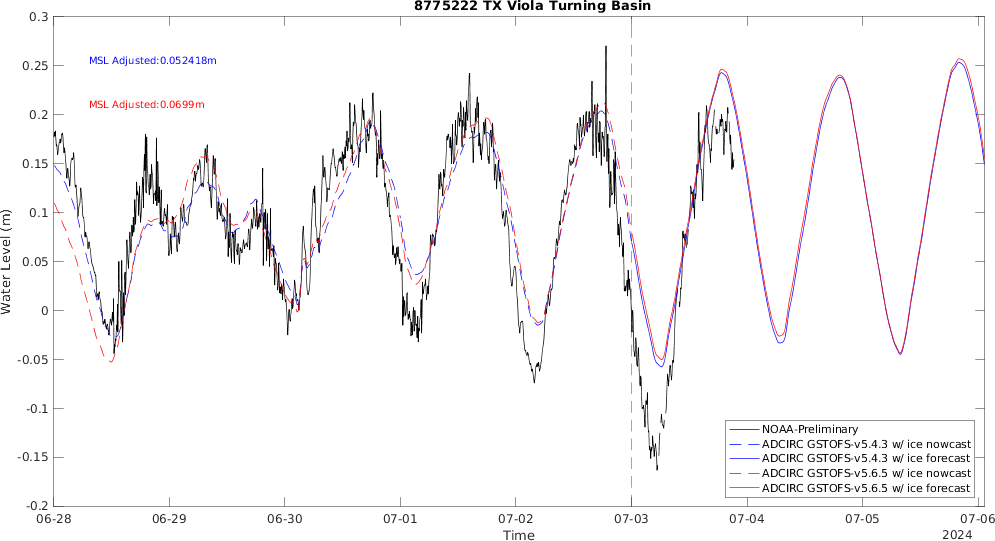 8775222 TX Viola Turning Basin
0.3
0.25
0.2
0.15
0.1
0.05
0
-0.05
-0.1
-0.15
-0.2
Water Level (m)
MSL Adjusted:0.052418m
MSL Adjusted:0.0699m
NOAA-Preliminary
ADCIRC GSTOFS-v5.4.3 w/ ice nowcast
ADCIRC GSTOFS-v5.4.3 w/ ice forecast
ADCIRC GSTOFS-v5.6.5 w/ ice nowcast
ADCIRC GSTOFS-v5.6.5 w/ ice forecast
06-28 06-29 06-30 07-01 07-02 07-03 07-04 07-05 07-06
Time
2024